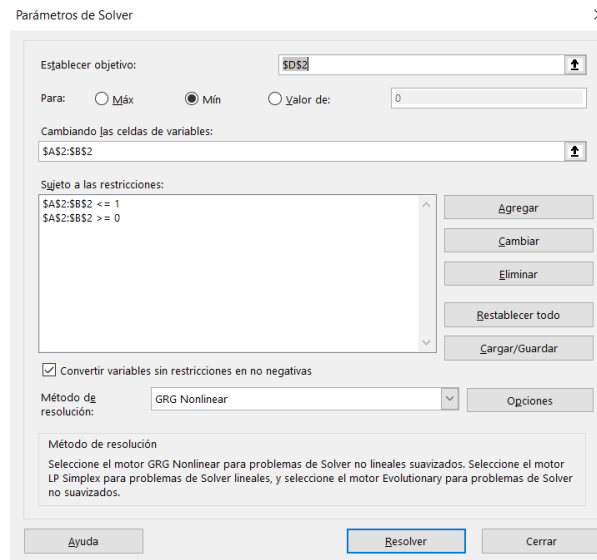 Parámetros de Solver
Establecer objetivo:
$D$2
Para:
Máx
Mín
Valor de:
0
Cambiando las celdas de variables:
$A$2:$B$2
Sujeto a las restricciones:
$A$2:$B$2 <= 1
$A$2:$B$2 >= 0
Agregar
Cambiar
Eliminar
Restablecer todo
Cargar/Guardar
Convertir variables sin restricciones en no negativas
Método de
resolución:
GRG Nonlinear
Opciones
Método de resolución
Seleccione el motor GRG Nonlinear para problemas de Solver no lineales suavizados. Seleccione el motor
LP Simplex para problemas de Solver lineales, y seleccione el motor Evolutionary para problemas de Solver
no suavizados.
Ayuda
Resolver
Cerrar